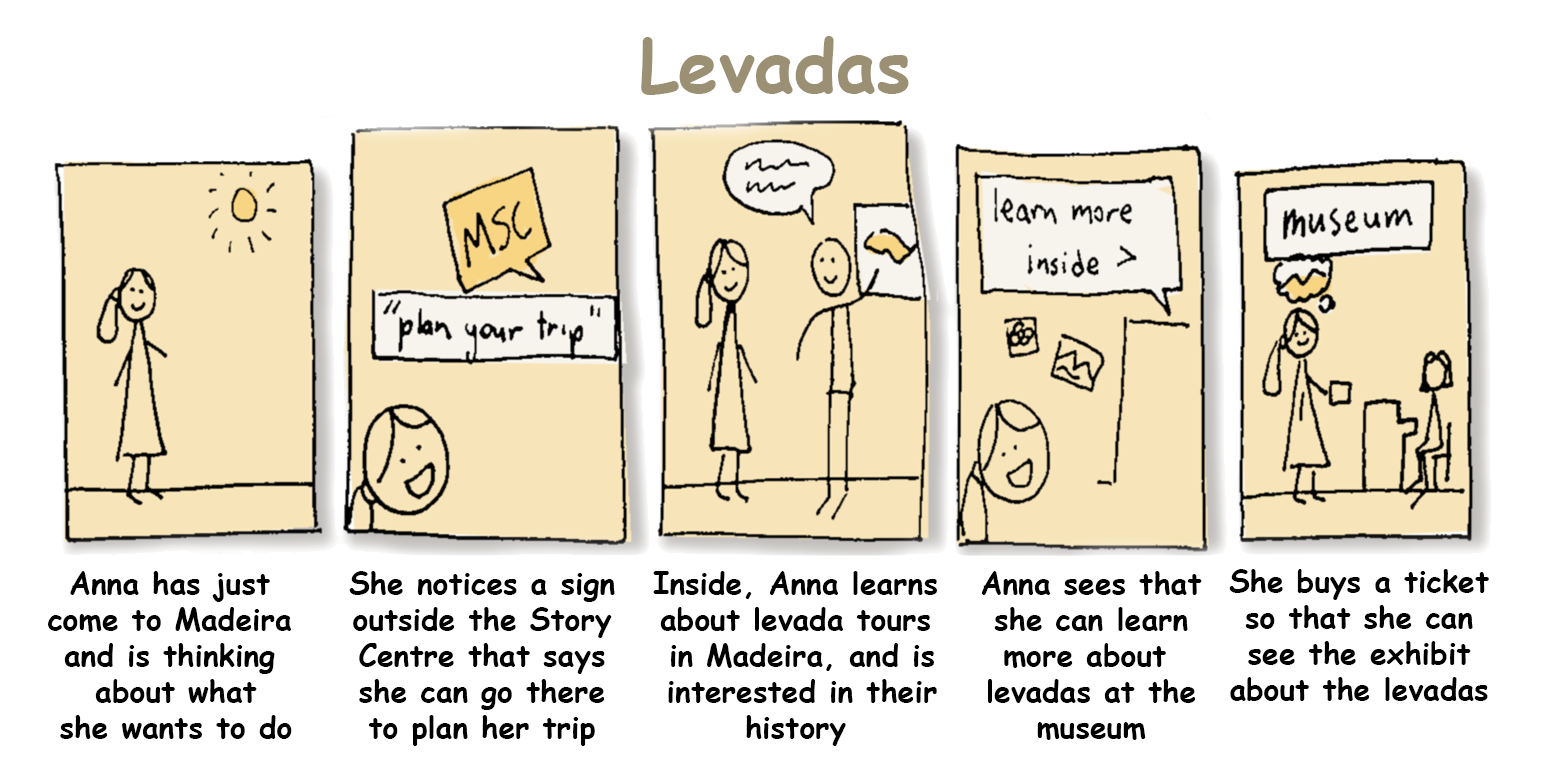 Levadas
MSC
"plan your trip"
learn more
inside >
museum
Anna has just
come to Madeira
and is thinking
about what
she wants to do
She notices a sign
outside the Story
Centre that says
she can go there
to plan her trip
Inside, Anna learns
about levada tours
in Madeira, and is
interested in their
history
Anna sees that
she can learn
more about
levadas at the
museum
She buys a ticket
so that she can
see the exhibit
about the levadas